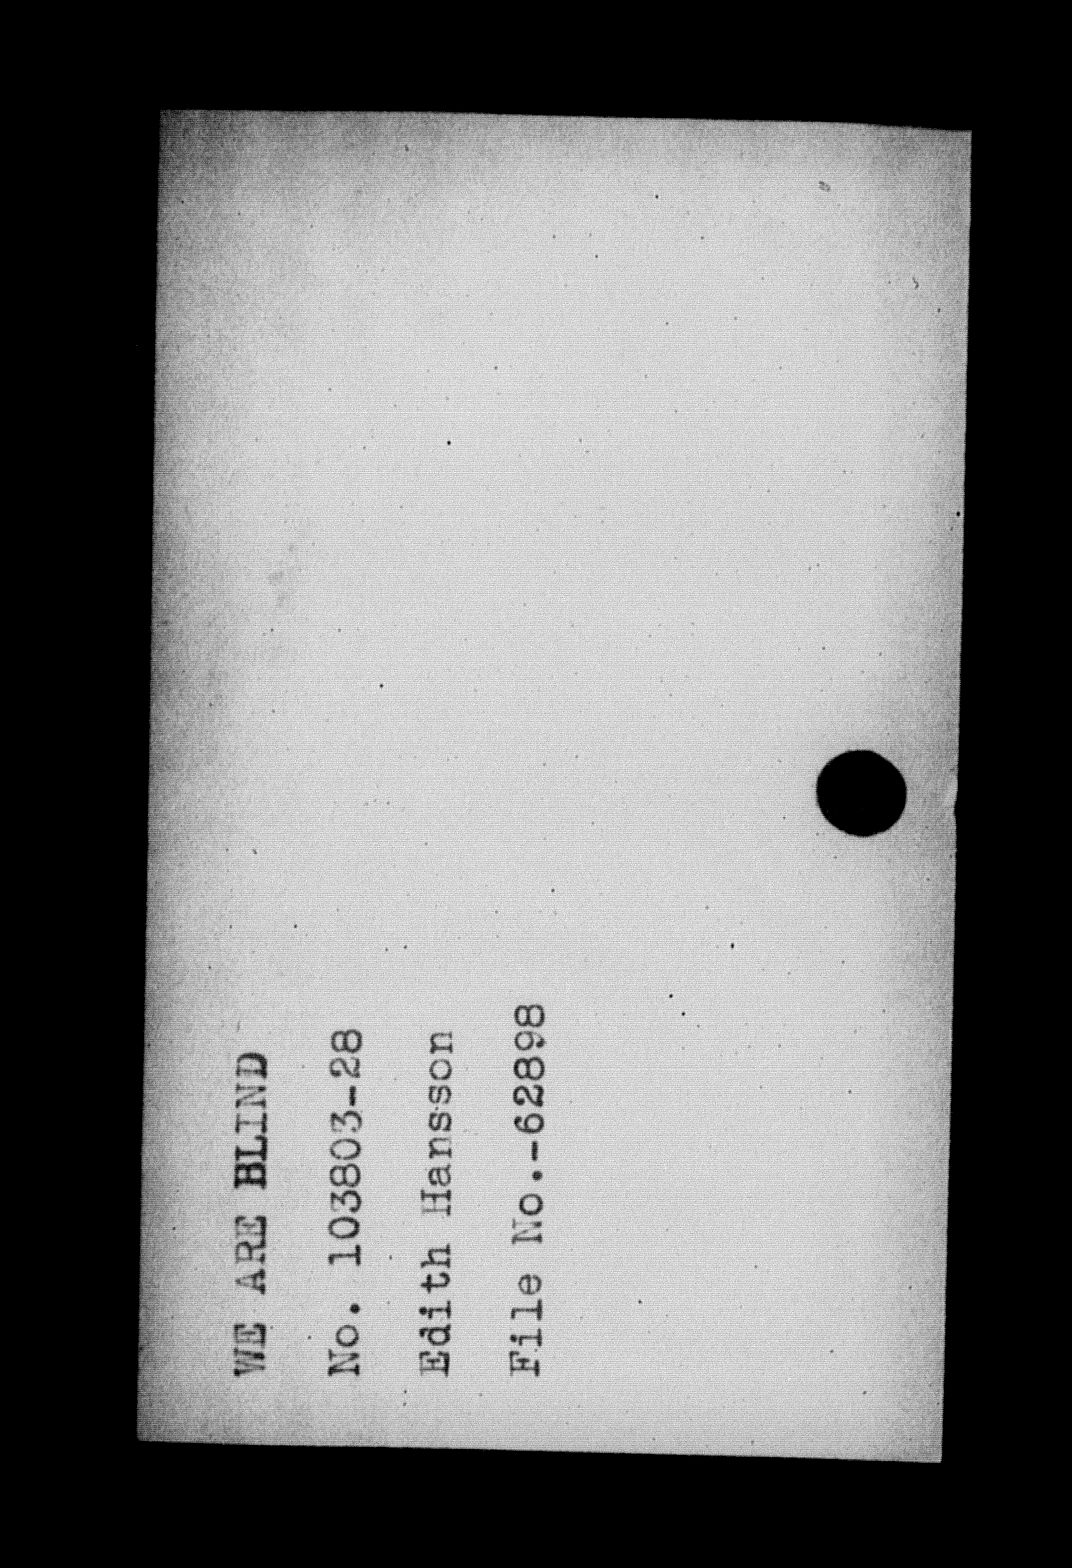 WE ARE BLIND
No. 103803-28
Edith Hansson
File No.-62898